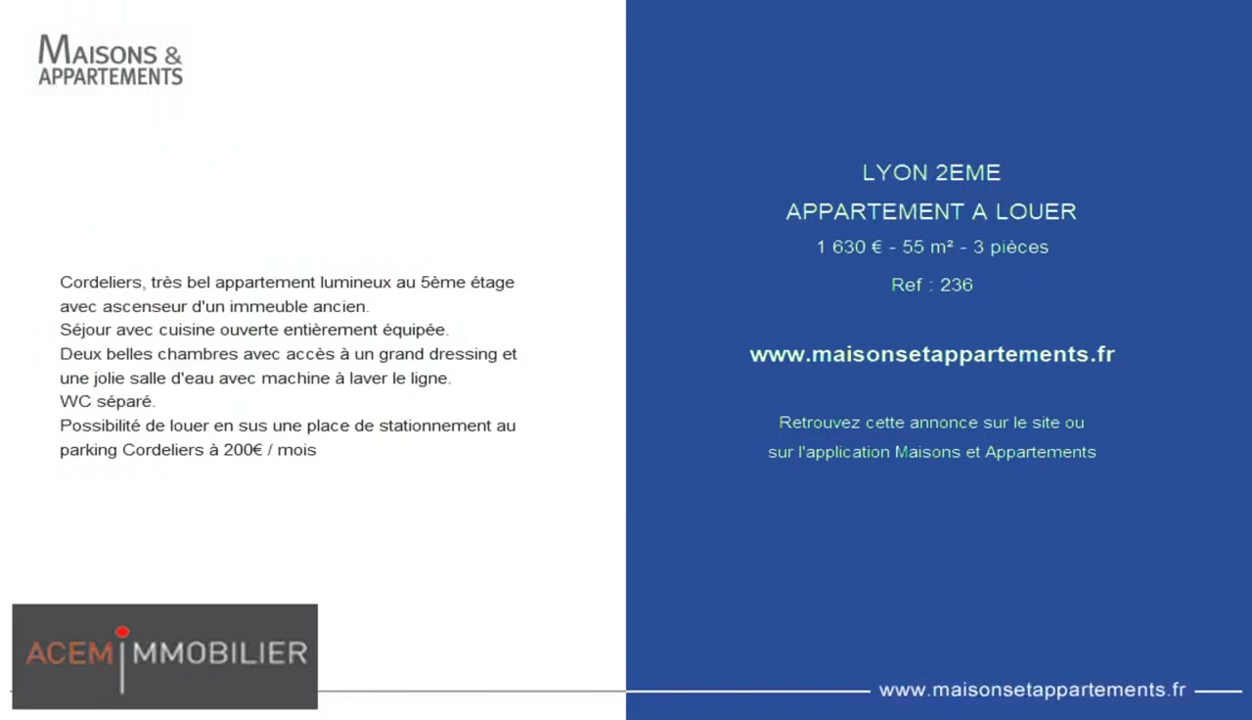 MAISONS &
APPARTEMENTS
Cordeliers, très bel appartement lumineux au 5ème étage
avec ascenseur d'un immeuble ancien.
Séjour avec cuisine ouverte entièrement équipée.
Deux belles chambres avec accès à un grand dressing et
une jolie salle d'eau avec machine à laver le ligne.
WC séparé.
Possibilité de louer en sus une place de stationnement au
parking Cordeliers à 200€ / mois
ACEM IMMOBILIER
LYON 2EME
APPARTEMENT A LOUER
1 630 € - 55 m² - 3 pièces
Ref : 236
www.maisonsetappartements.fr
Retrouvez cette annonce sur le site ou
sur l'application Maisons et Appartements
www.maisonsetappartements.fr